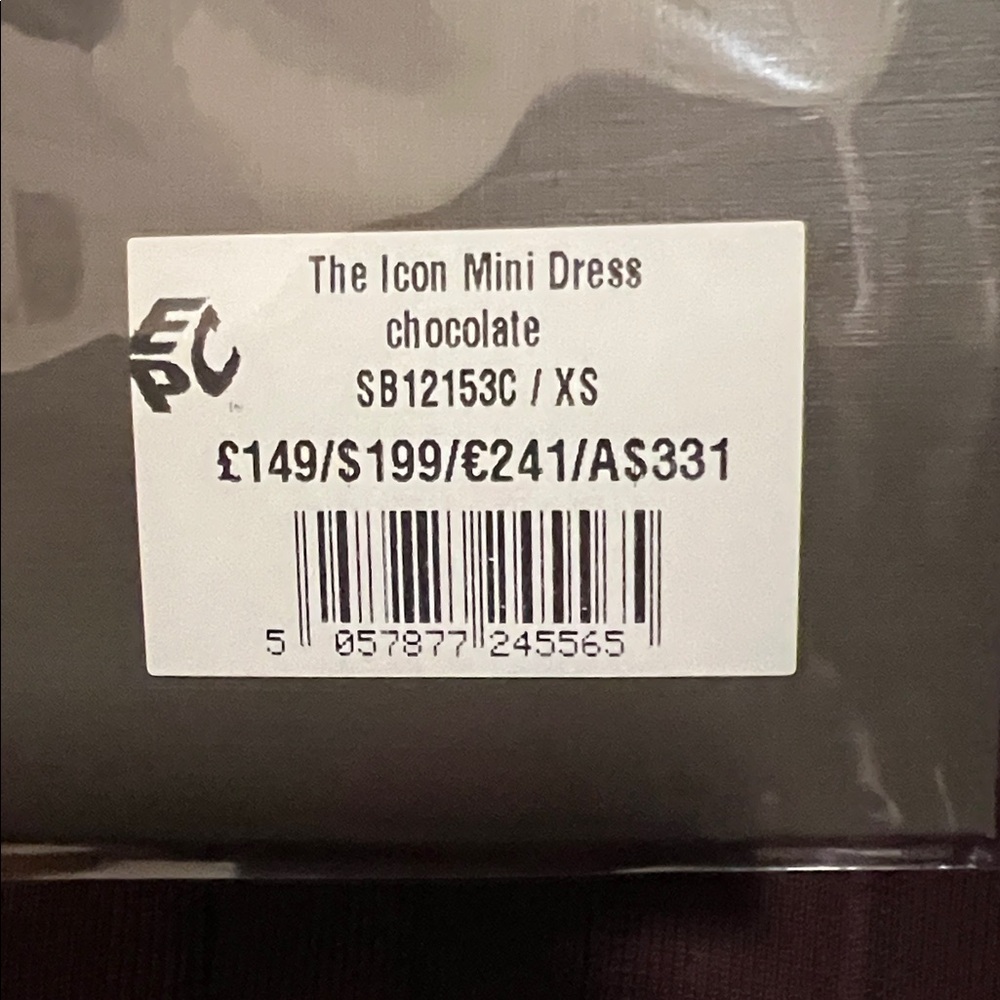 The Icon Mini Dress
chocolate
SB12153C / XS
£149/$199/€241/A$331
5 057877 245565